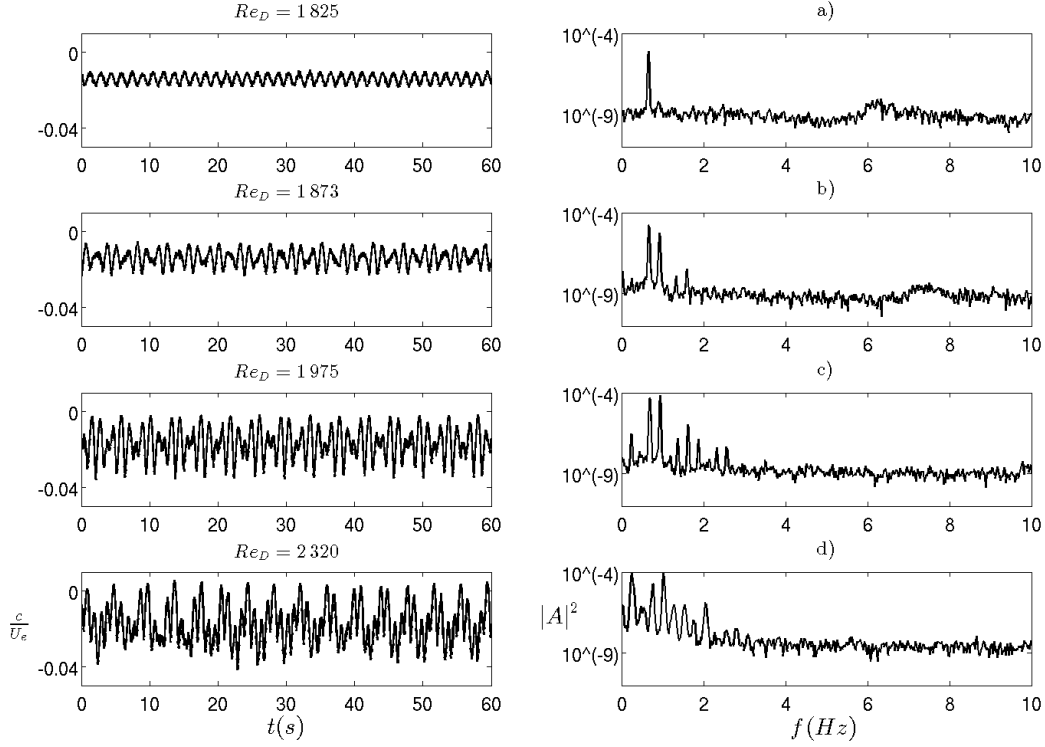 Re_D = 1 825 a)
0 10^(-4)
-0.04 10^(-9)
0 10 20 30 40 50 60 0 2 4 6 8 10
Re_D = 1 873 b)
0 10^(-4)
-0.04 10^(-9)
0 10 20 30 40 50 60 0 2 4 6 8 10
Re_D = 1 975 c)
0 10^(-4)
-0.04 10^(-9)
0 10 20 30 40 50 60 0 2 4 6 8 10
Re_D = 2 320 d)
0 10^(-4)
c/U_e |A|^2
-0.04 10^(-9)
0 10 20 30 40 50 60 0 2 4 6 8 10
t(s) f(Hz)